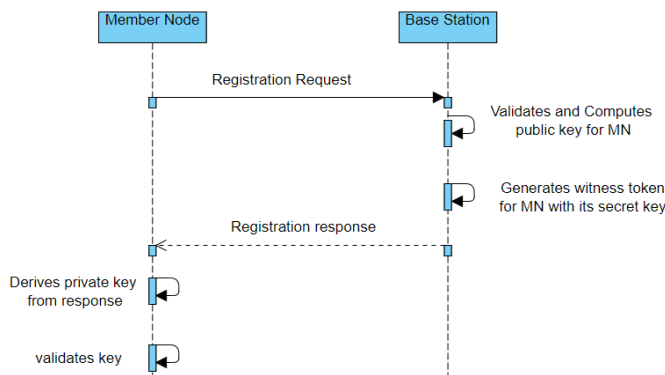 Member Node
Base Station
Registration Request
Validates and Computes
public key for MN
Generates witness token
for MN with its secret key
Registration response
Derives private key
from response
validates key